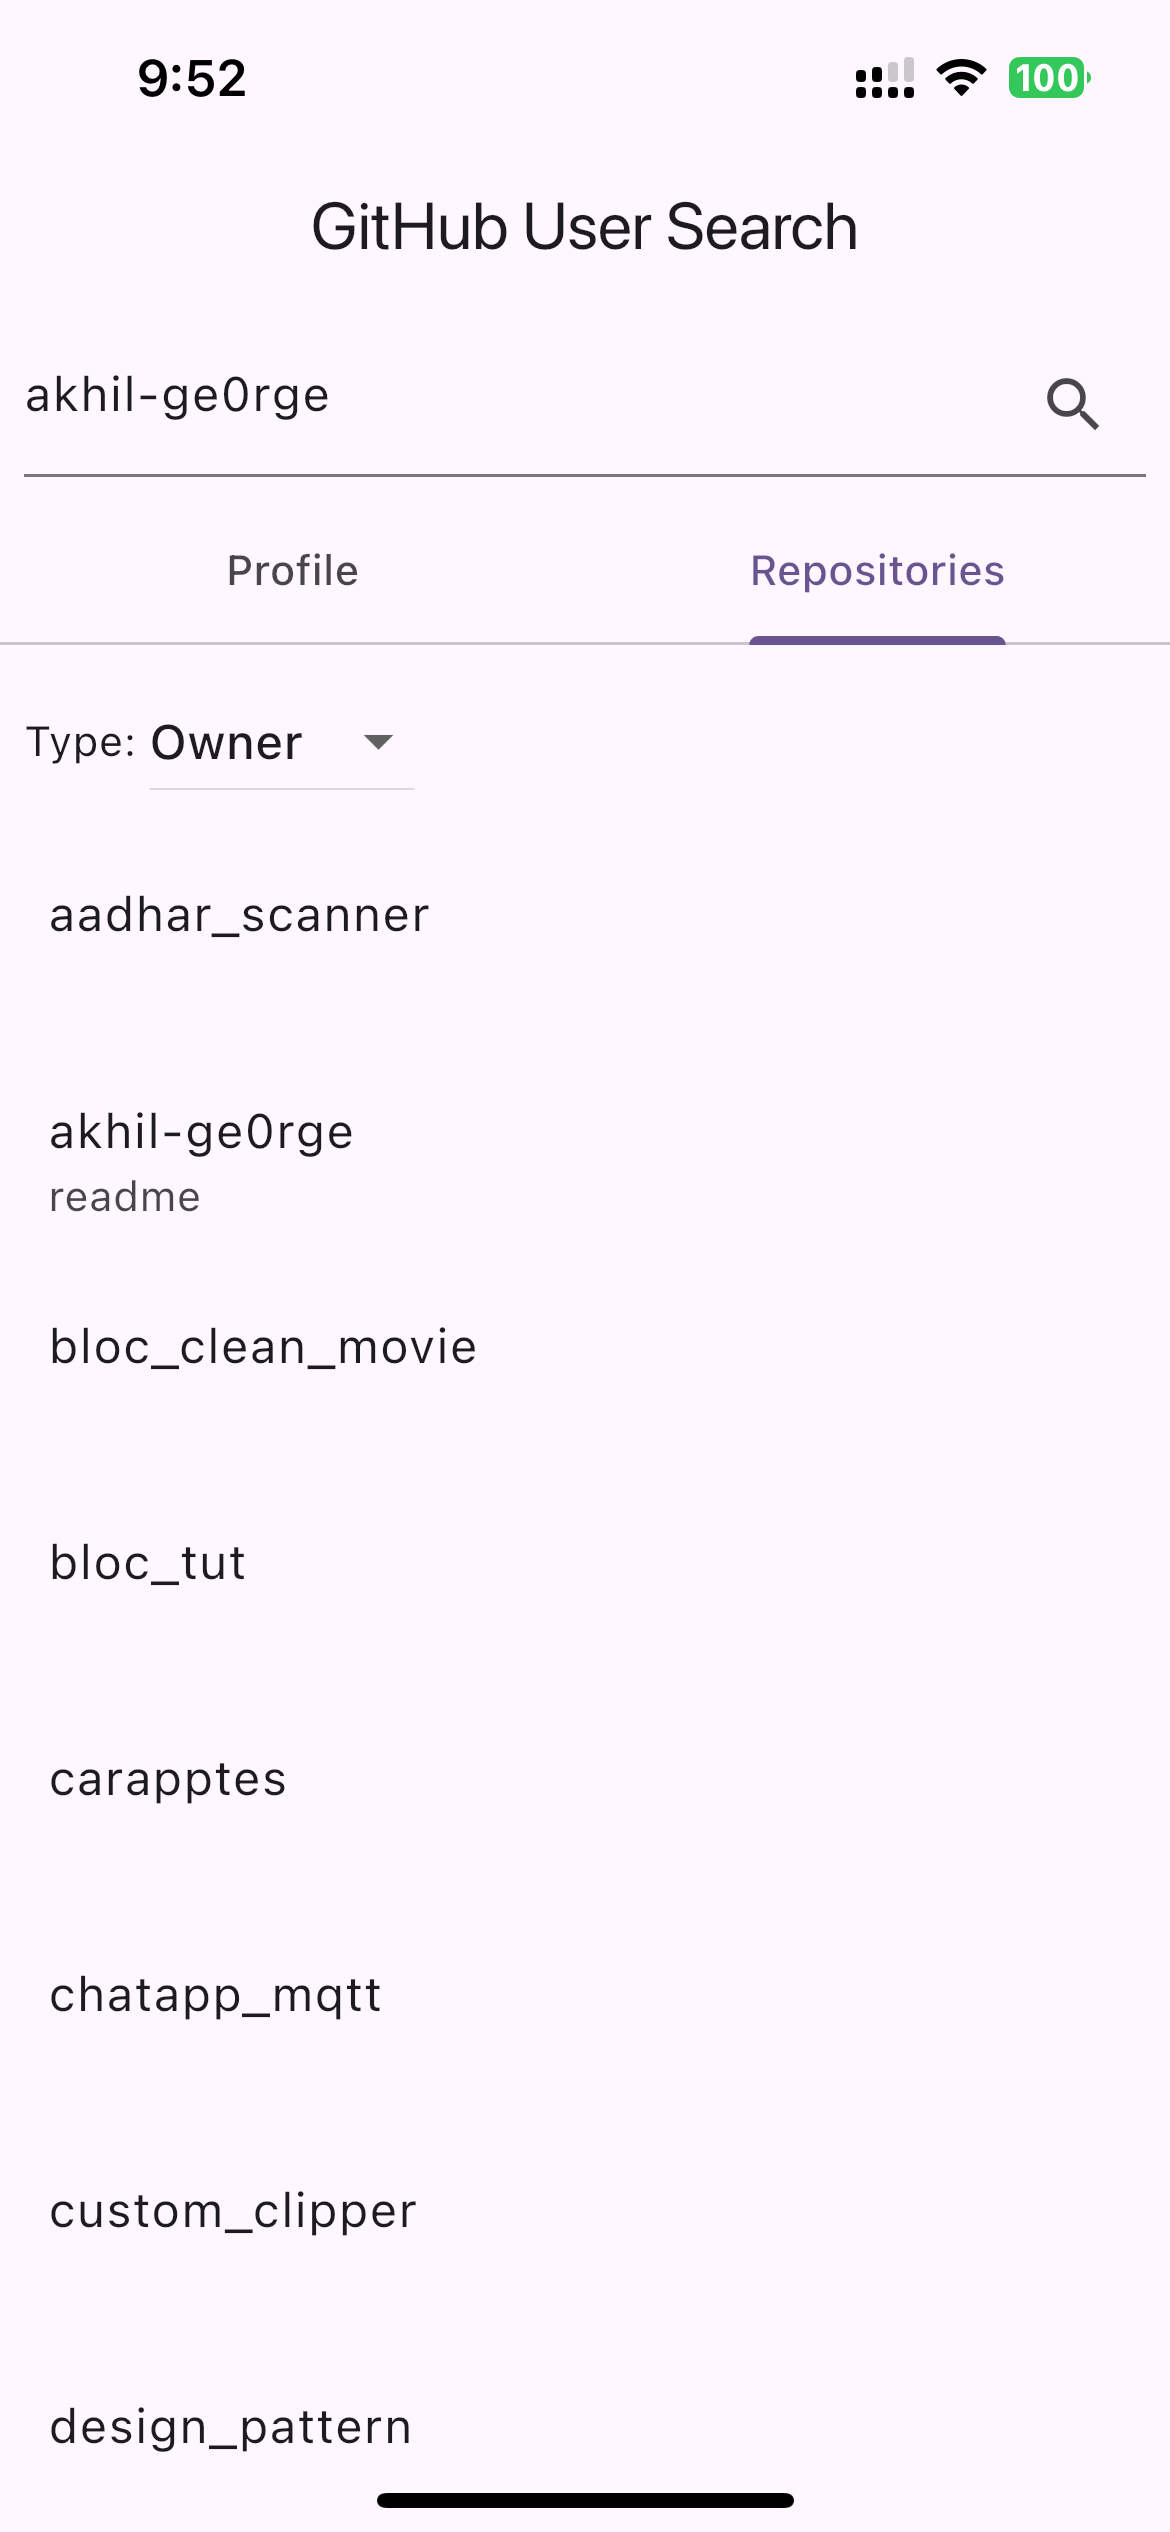 9:52
100
GitHub User Search
akhil-ge0rge
Profile
Repositories
Type: Owner
aadhar_scanner
akhil-ge0rge
readme
bloc_clean_movie
bloc_tut
carapptes
chatapp_mqtt
custom_clipper
design_pattern